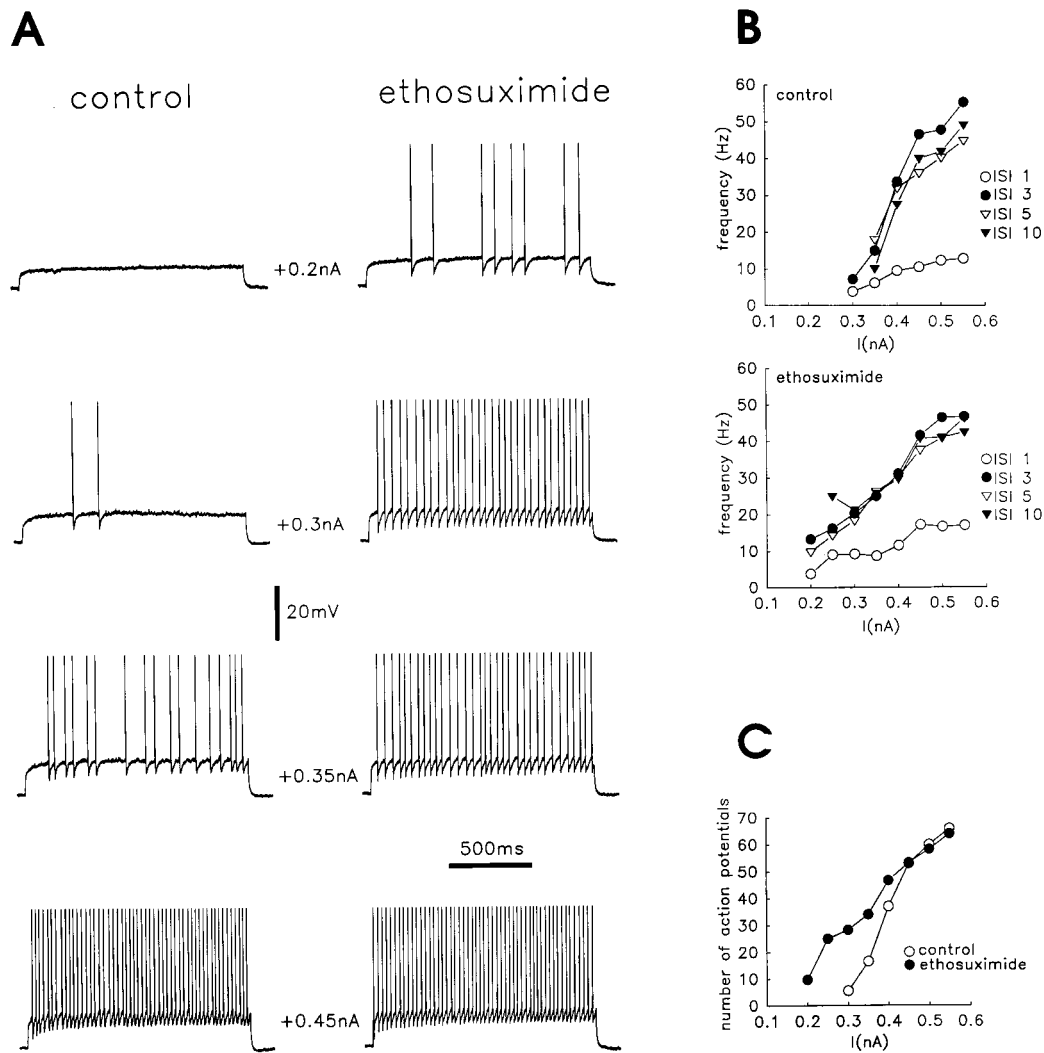 A
control
ethosuximide
+0.2nA
+0.3nA
20mV
+0.35nA
500ms
+0.45nA
B
control
frequency (Hz)
60
50
40
30
20
10
0
0.1 0.2 0.3 0.4 0.5 0.6
I(nA)
ISI 1
ISI 3
ISI 5
ISI 10
ethosuximide
frequency (Hz)
60
50
40
30
20
10
0
0.1 0.2 0.3 0.4 0.5 0.6
I(nA)
ISI 1
ISI 3
ISI 5
ISI 10
C
number of action potentials
70
60
50
40
30
20
10
0
0.1 0.2 0.3 0.4 0.5 0.6
I(nA)
control
ethosuximide